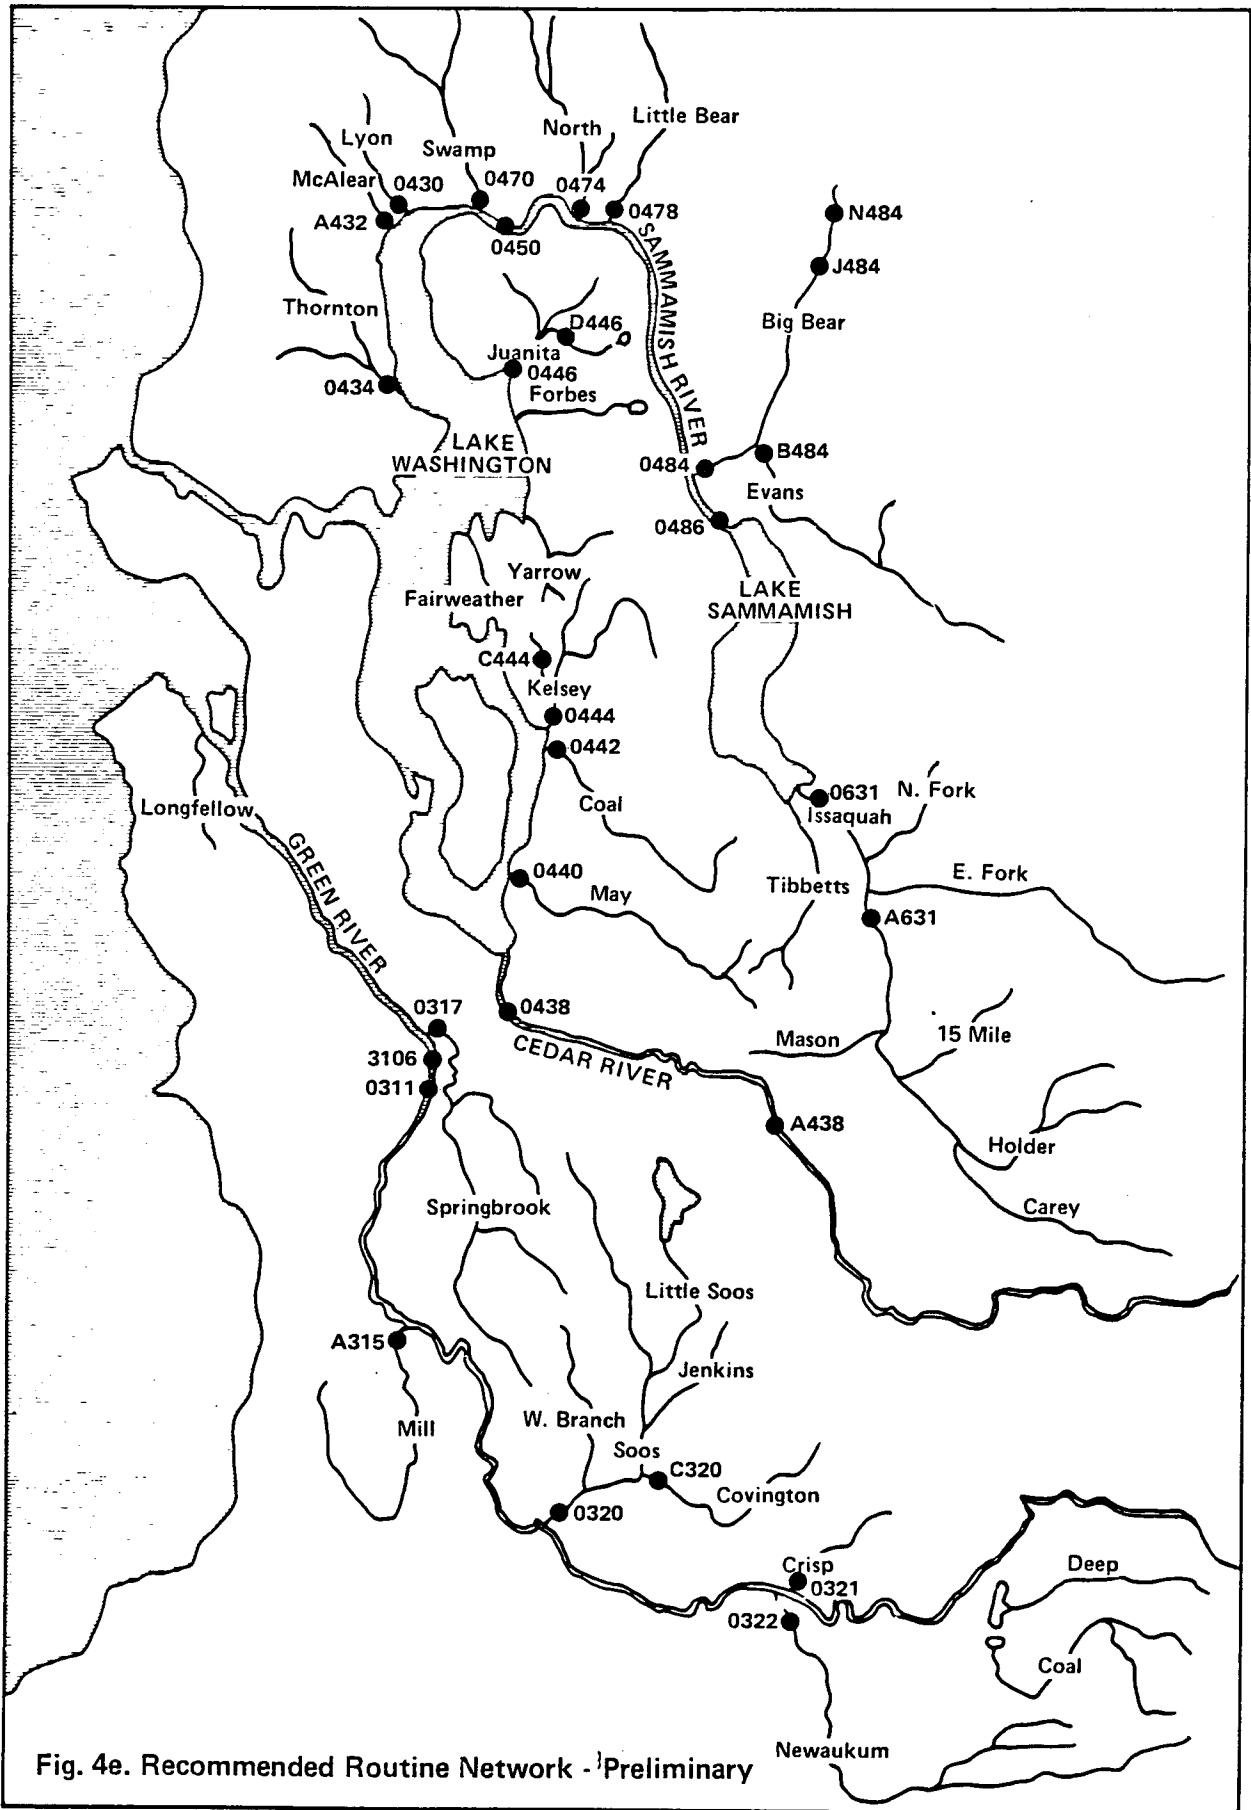 Little Bear
North
Lyon
Swamp
McAlear
0430
0470
0474
0478
A432
0450
N484
J484
SAMMAMISH RIVER
Thornton
D446
Big Bear
Juanita
0446
0434
Forbes
LAKE
WASHINGTON
0484
B484
Evans
0486
Yarrow
Fairweather
LAKE
SAMMAMISH
C444
Kelsey
0444
0442
Coal
0631
N. Fork
Issaquah
Longfellow
GREEN RIVER
0440
May
Tibbetts
E. Fork
A631
0317
0438
3106
CEDAR RIVER
Mason
15 Mile
0311
A438
Holder
Springbrook
Carey
Little Soos
A315
Jenkins
Mill
W. Branch
Soos
C320
Covington
0320
Crisp
0321
Deep
0322
Coal
Newaukum
Fig. 4e. Recommended Routine Network - Preliminary